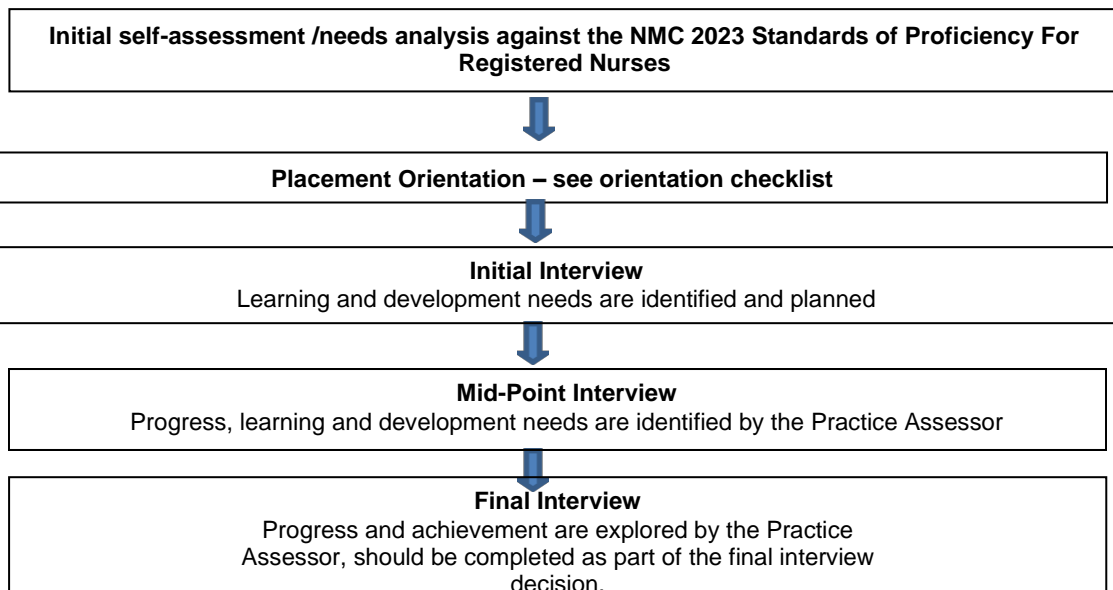 Initial self-assessment /needs analysis against the NMC 2023 Standards of Proficiency For
Registered Nurses
Placement Orientation – see orientation checklist
Initial Interview
Learning and development needs are identified and planned
Mid-Point Interview
Progress, learning and development needs are identified by the Practice Assessor
Final Interview
Progress and achievement are explored by the Practice
Assessor, should be completed as part of the final interview
decision.